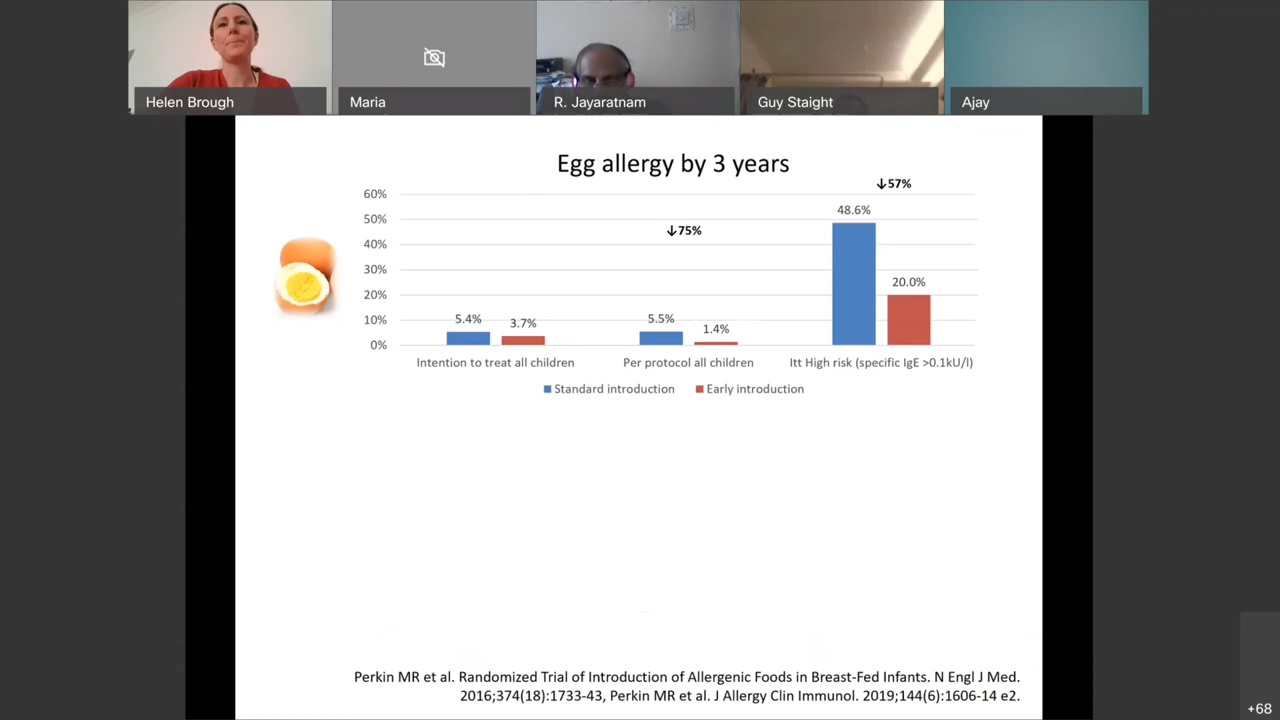 Helen Brough
Maria
R. Jayaratnam
Guy Staight
Ajay
Egg allergy by 3 years
60%
50%
40%
30%
20%
10%
0%
↓57%
48.6%
↓75%
20.0%
5.4%
3.7%
5.5%
1.4%
Intention to treat all children
Per protocol all children
Itt High risk (specific IgE >0.1kU/l)
Standard introduction
Early introduction
Perkin MR et al. Randomized Trial of Introduction of Allergenic Foods in Breast-Fed Infants. N Engl J Med.
2016;374(18):1733-43, Perkin MR et al. J Allergy Clin Immunol. 2019;144(6):1606-14 e2.
+68